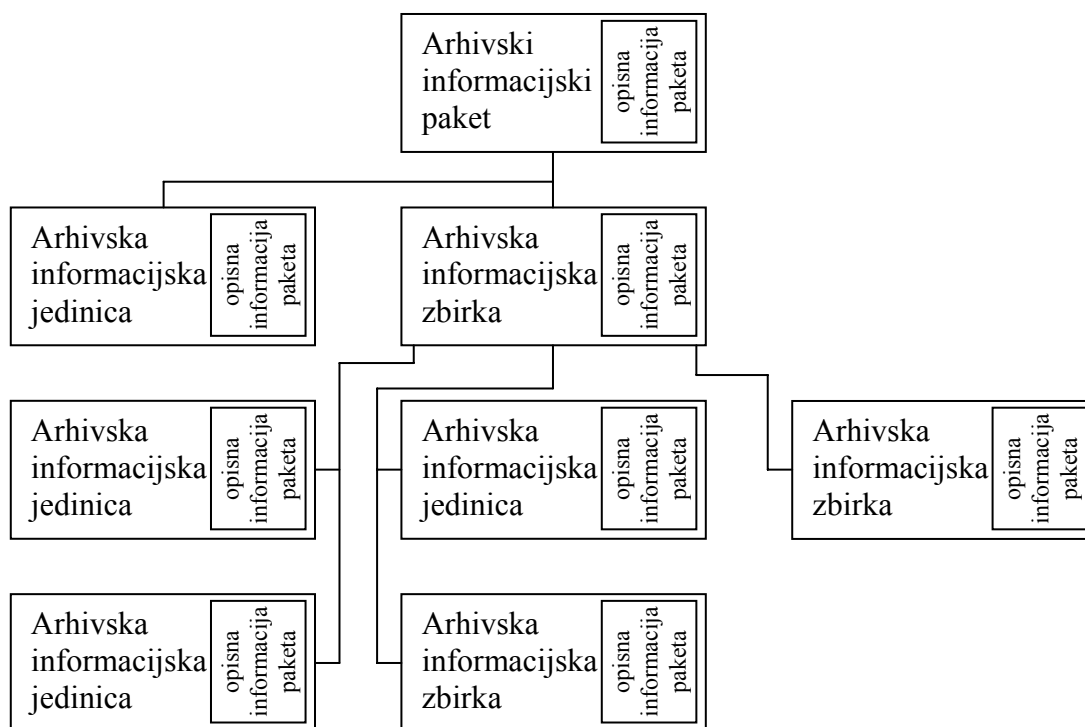 Arhivski
informacijski
paket
opisna
informacija
paketa
Arhivska
informacijska
jedinica
opisna
informacija
paketa
Arhivska
informacijska
zbirka
opisna
informacija
paketa
Arhivska
informacijska
jedinica
opisna
informacija
paketa
Arhivska
informacijska
jedinica
opisna
informacija
paketa
Arhivska
informacijska
zbirka
opisna
informacija
paketa
Arhivska
informacijska
jedinica
opisna
informacija
paketa
Arhivska
informacijska
zbirka
opisna
informacija
paketa